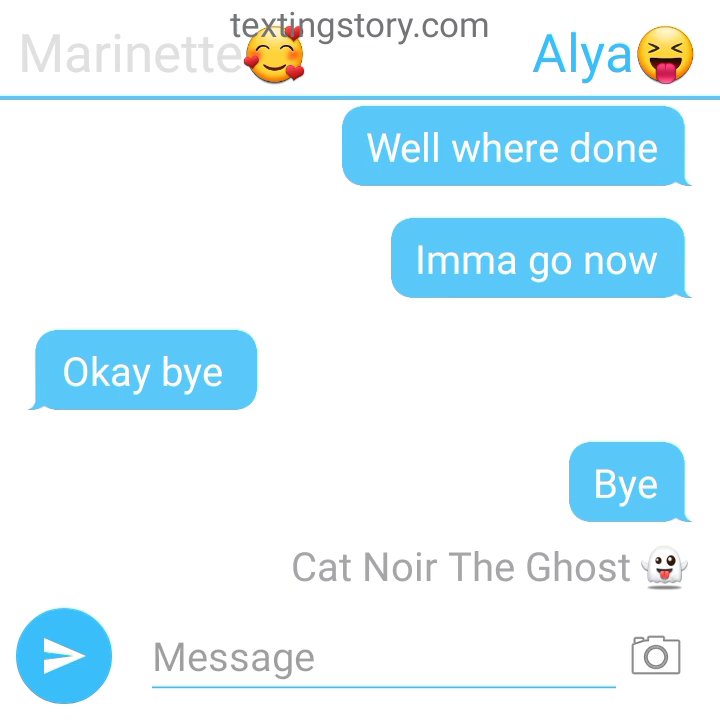 textingstory.com
Marinette🥰 Alya😝
Well where done
Imma go now
Okay bye
Bye
Cat Noir The Ghost 👻
Message